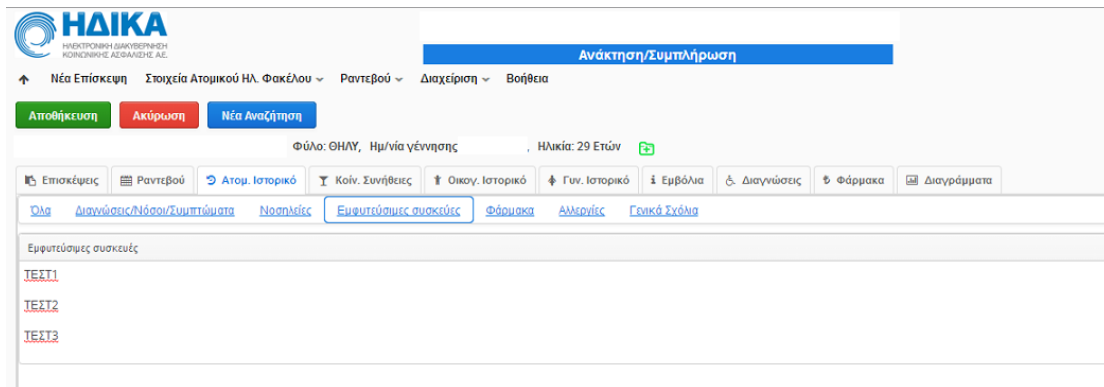 ΗΔΙΚΑ
ΗΛΕΚΤΡΟΝΙΚΗ ΔΙΑΚΥΒΕΡΝΗΣΗ
ΚΟΙΝΩΝΙΚΗΣ ΑΣΦΑΛΙΣΗΣ Α.Ε.
Ανάκτηση/Συμπλήρωση
Νέα Επίσκεψη Στοιχεία Ατομικού Ηλ. Φακέλου Ραντεβού Διαχείριση Βοήθεια
Αποθήκευση Ακύρωση Νέα Αναζήτηση
Φύλο: ΘΗΛΥ, Ημ/νία γέννησης , Ηλικία: 29 Ετών
Επισκέψεις Ραντεβού Ατομ. Ιστορικό Κοίν. Συνήθειες Οικογ. Ιστορικό Γυν. Ιστορικό Εμβόλια Διαγνώσεις Φάρμακα Διαγράμματα
Όλα Διαγνώσεις/Νόσοι/Συμπτώματα Νοσηλείες Εμφυτεύσιμες συσκεύες Φάρμακα Αλλεργίες Γενικά Σχόλια
Εμφυτεύσιμες συσκευές
ΤΕΣΤ1
ΤΕΣΤ2
ΤΕΣΤ3